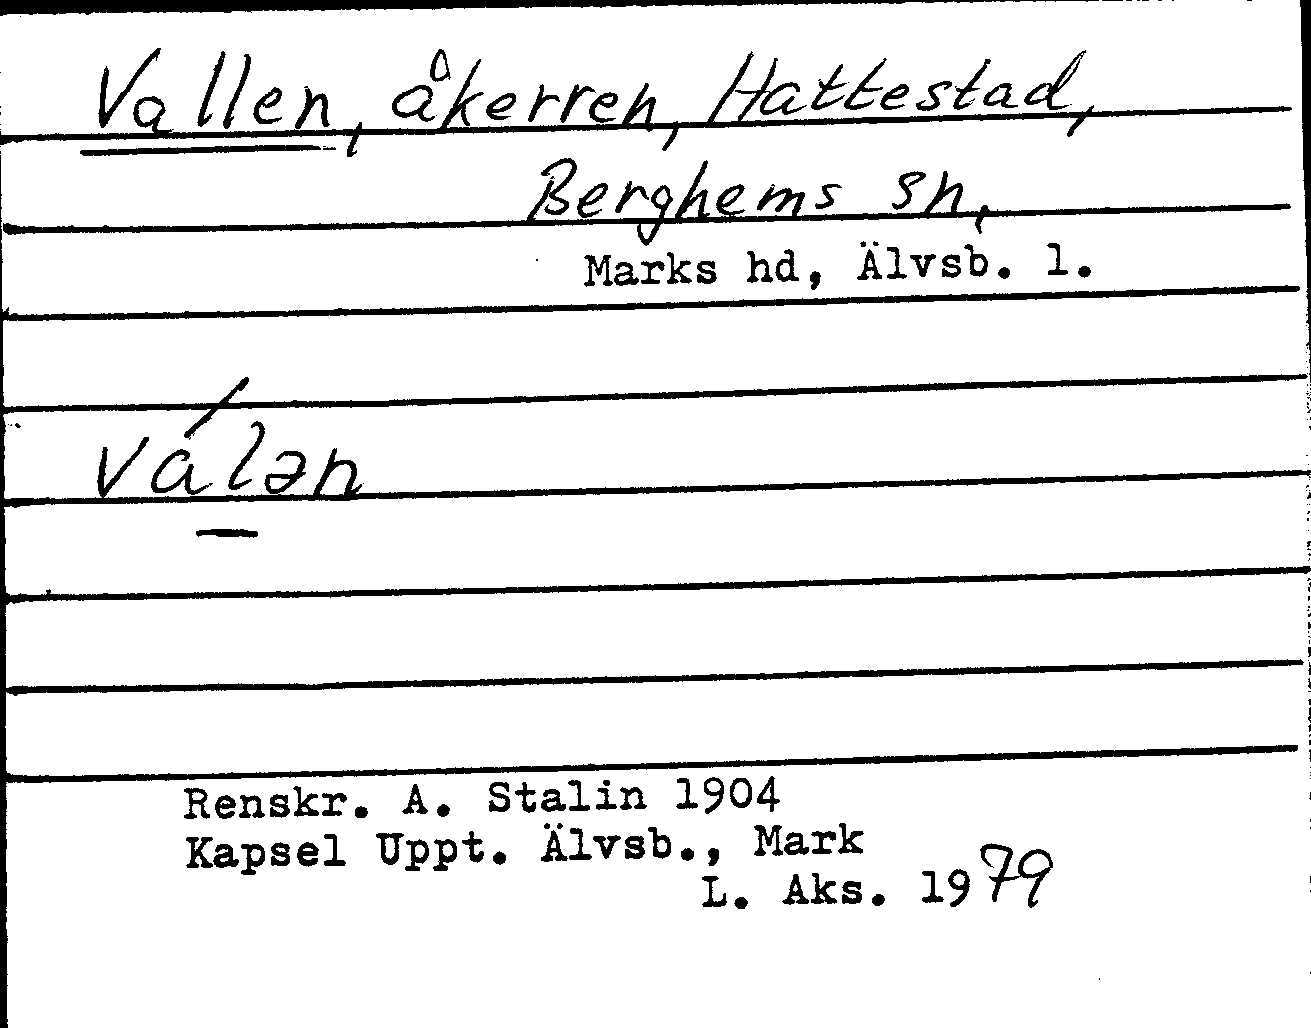 Vallen, åkerren, Hattestad,
Berghems sn,
Marks hd, Älvsb. l.
válən
Renskr. A. Stalin 1904
Kapsel Uppt. Älvsb., Mark
L. Aks. 1979